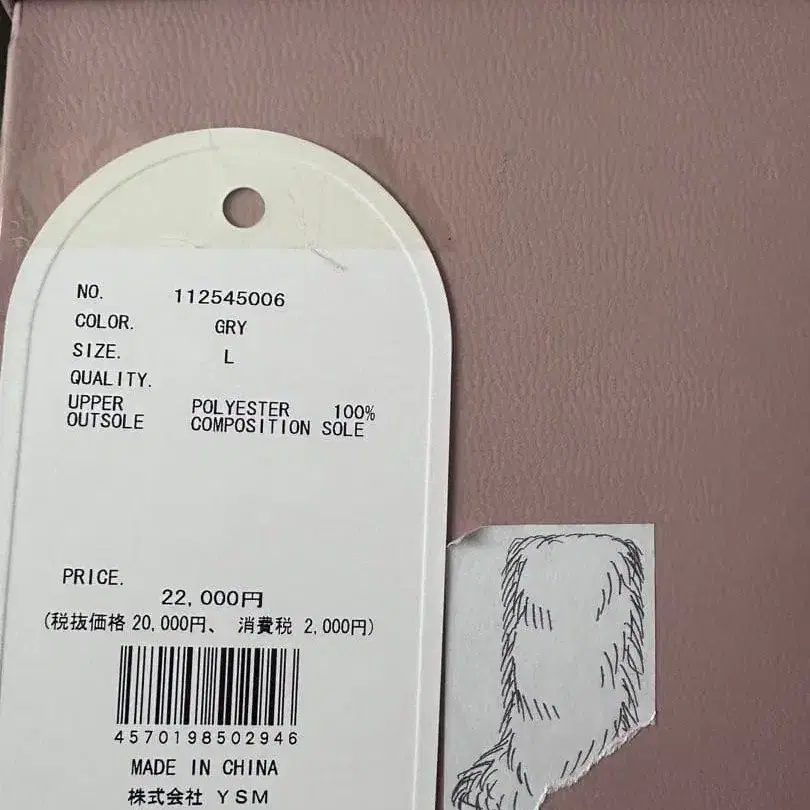 NO. 112545006
COLOR. GRY
SIZE. L
QUALITY.
UPPER POLYESTER 100%
OUTSOLE COMPOSITION SOLE
PRICE.
22,000円
(税抜価格 20,000円、 消費税 2,000円)
4570198502946
MADE IN CHINA
株式会社 YSM